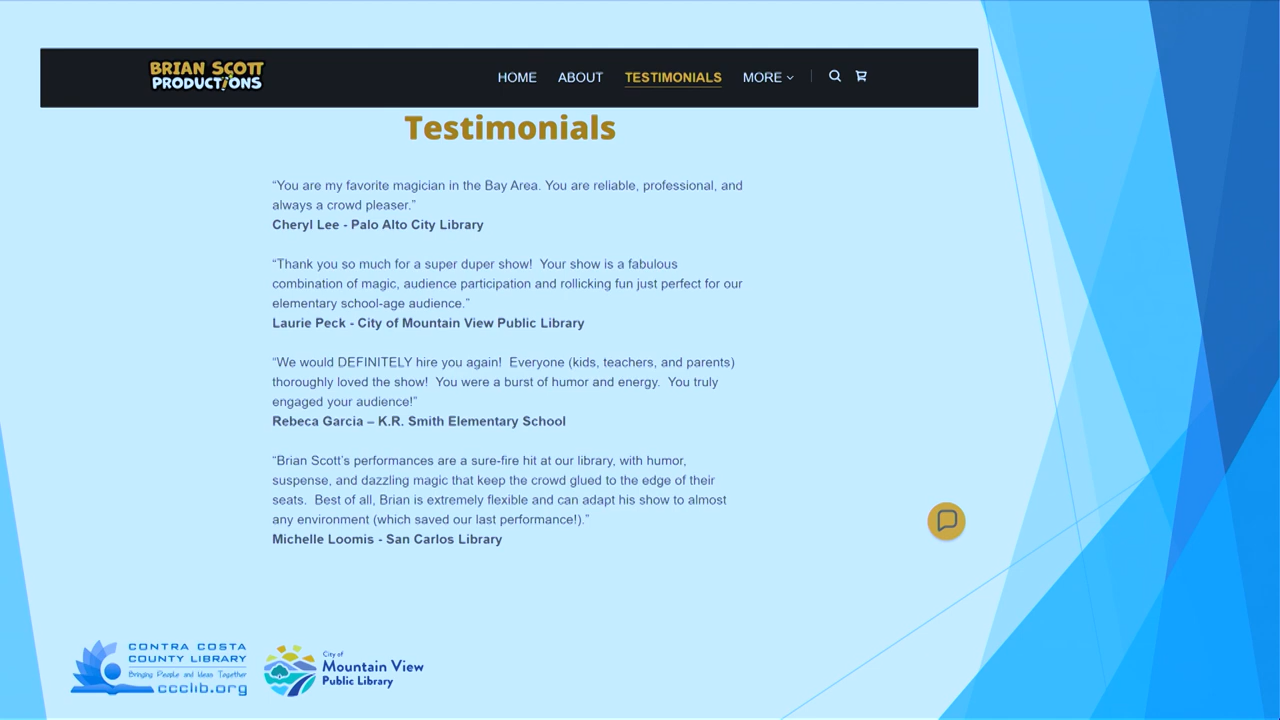 BRIAN SCOTT
PRODUCTIONS
HOME ABOUT TESTIMONIALS MORE
Testimonials
“You are my favorite magician in the Bay Area. You are reliable, professional, and
always a crowd pleaser.”
Cheryl Lee - Palo Alto City Library
“Thank you so much for a super duper show!  Your show is a fabulous
combination of magic, audience participation and rollicking fun just perfect for our
elementary school-age audience.”
Laurie Peck - City of Mountain View Public Library
“We would DEFINITELY hire you again!  Everyone (kids, teachers, and parents)
thoroughly loved the show!  You were a burst of humor and energy.  You truly
engaged your audience!”
Rebeca Garcia – K.R. Smith Elementary School
“Brian Scott’s performances are a sure-fire hit at our library, with humor,
suspense, and dazzling magic that keep the crowd glued to the edge of their
seats.  Best of all, Brian is extremely flexible and can adapt his show to almost
any environment (which saved our last performance!).”
Michelle Loomis - San Carlos Library
CONTRA COSTA
COUNTY LIBRARY
Bringing People and Ideas Together
ccclib.org
City of
Mountain View
Public Library